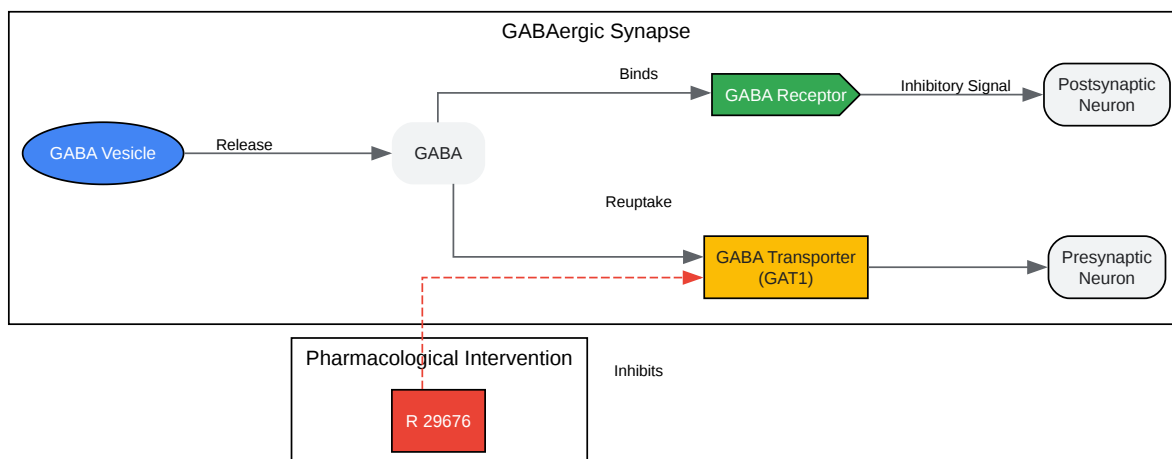 GABAergic Synapse
Binds
GABA Receptor
Inhibitory Signal
Postsynaptic
Neuron
GABA Vesicle
Release
GABA
Reuptake
GABA Transporter
(GAT1)
Presynaptic
Neuron
Pharmacological Intervention
Inhibits
R 29676